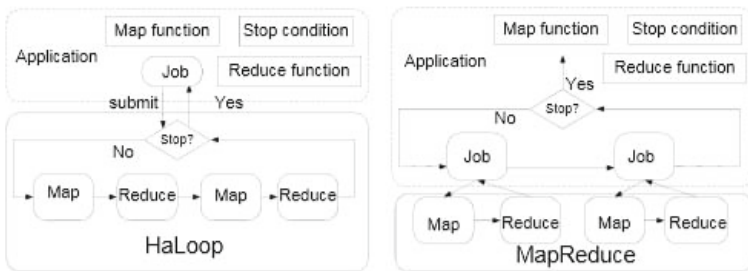 Map function
Stop condition
Application
Job
Reduce function
submit
Yes
Stop?
No
Map
Reduce
Map
Reduce
HaLoop
Map function
Stop condition
Application
Yes
Reduce function
No
Stop?
Job
Job
Map
Reduce
Map
Reduce
MapReduce